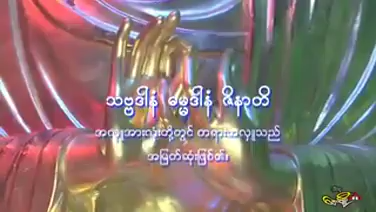 သဗ္ဗဒါနံ ဓမ္မဒါနံ ဇိနာတိ
အလှူအားလုံးတို့တွင် တရားအလှူသည်
အမြတ်ဆုံးဖြစ်၏။